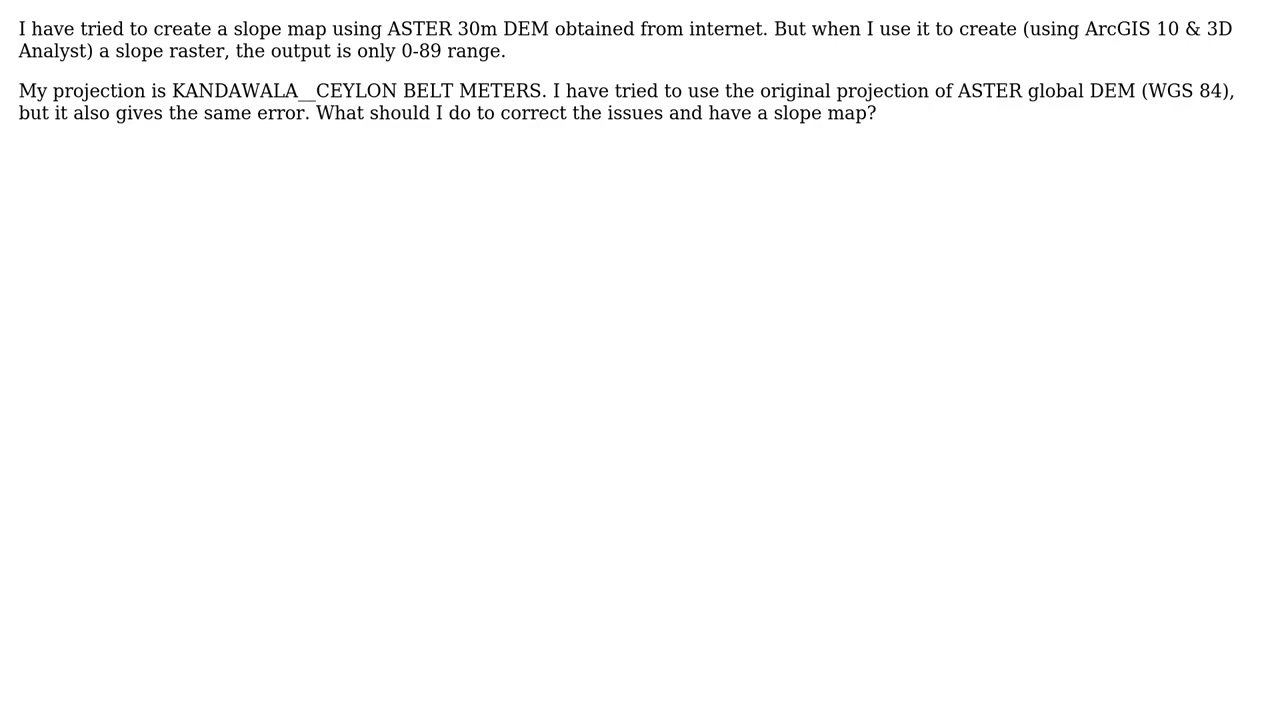 I have tried to create a slope map using ASTER 30m DEM obtained from internet. But when I use it to create (using ArcGIS 10 & 3D
Analyst) a slope raster, the output is only 0-89 range.
My projection is KANDAWALA__CEYLON BELT METERS. I have tried to use the original projection of ASTER global DEM (WGS 84),
but it also gives the same error. What should I do to correct the issues and have a slope map?